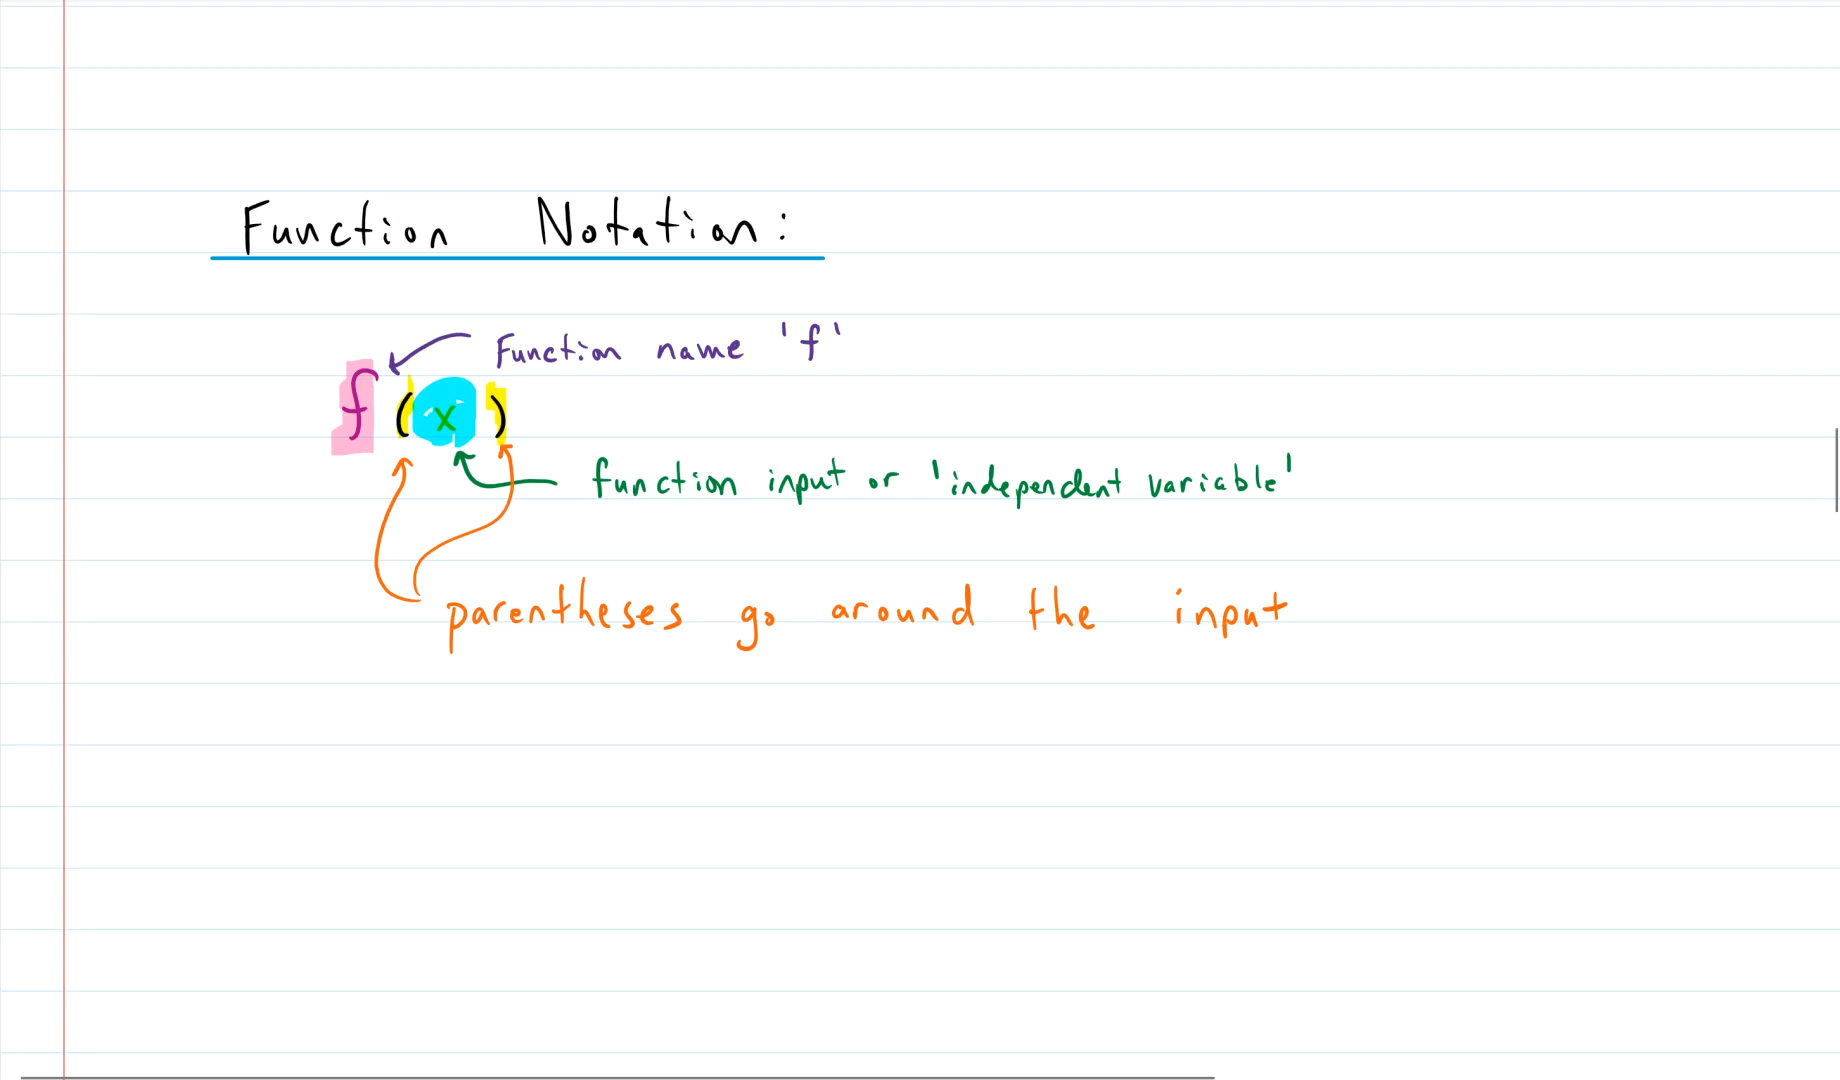 Function Notation:
Function name 'f'
f (x)
function input or 'independent variable'
parentheses go around the input